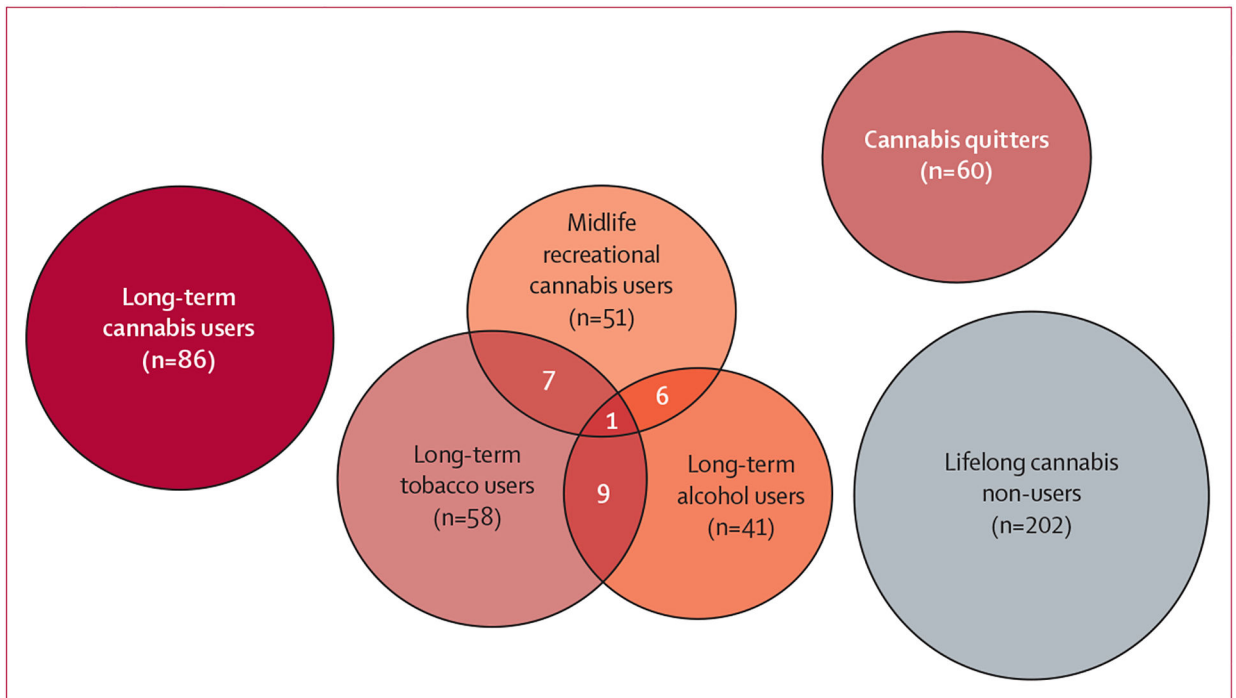 Cannabis quitters
(n=60)
Midlife
recreational
cannabis users
(n=51)
Long-term
cannabis users
(n=86)
7
6
1
Long-term
tobacco users
(n=58)
9
Long-term
alcohol users
(n=41)
Lifelong cannabis
non-users
(n=202)